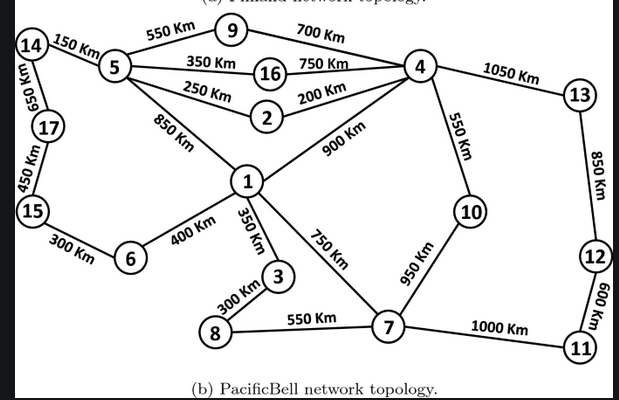 (a) Finland network topology.
9
550 Km
700 Km
14
150 Km
5
350 Km
16
750 Km
4
1050 Km
13
250 Km
2
200 Km
650 Km
17
850 Km
900 Km
550 Km
850 Km
450 Km
1
15
10
300 Km
6
400 Km
350 Km
750 Km
950 Km
12
3
300 Km
600 Km
8
550 Km
7
1000 Km
11
(b) PacificBell network topology.